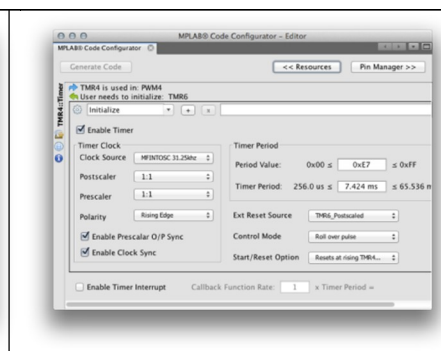 MPLAB® Code Configurator - Editor
MPLAB® Code Configurator
Generate Code << Resources Pin Manager >>
TMR4::Timer
TMR4 is used in: PWM4
User needs to initialize: TMR6
Initialize + x
Enable Timer
Timer Clock
Clock Source MFINTOSC 31.25khz
Postscaler 1:1
Prescaler 1:1
Polarity Rising Edge
Enable Prescalar O/P Sync
Enable Clock Sync
Timer Period
Period Value: 0x00 ≤ 0xE7 ≤ 0xFF
Timer Period: 256.0 us ≤ 7.424 ms ≤ 65.536 m
Ext Reset Source TMR6_Postscaled
Control Mode Roll over pulse
Start/Reset Option Resets at rising TMR4...
Enable Timer Interrupt Callback Function Rate: 1 x Timer Period =